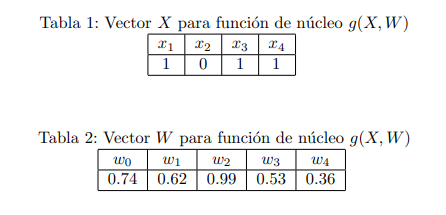 Tabla 1: Vector X para función de núcleo g(X, W)
x1 x2 x3 x4
1 0 1 1
Tabla 2: Vector W para función de núcleo g(X, W)
w0 w1 w2 w3 w4
0.74 0.62 0.99 0.53 0.36